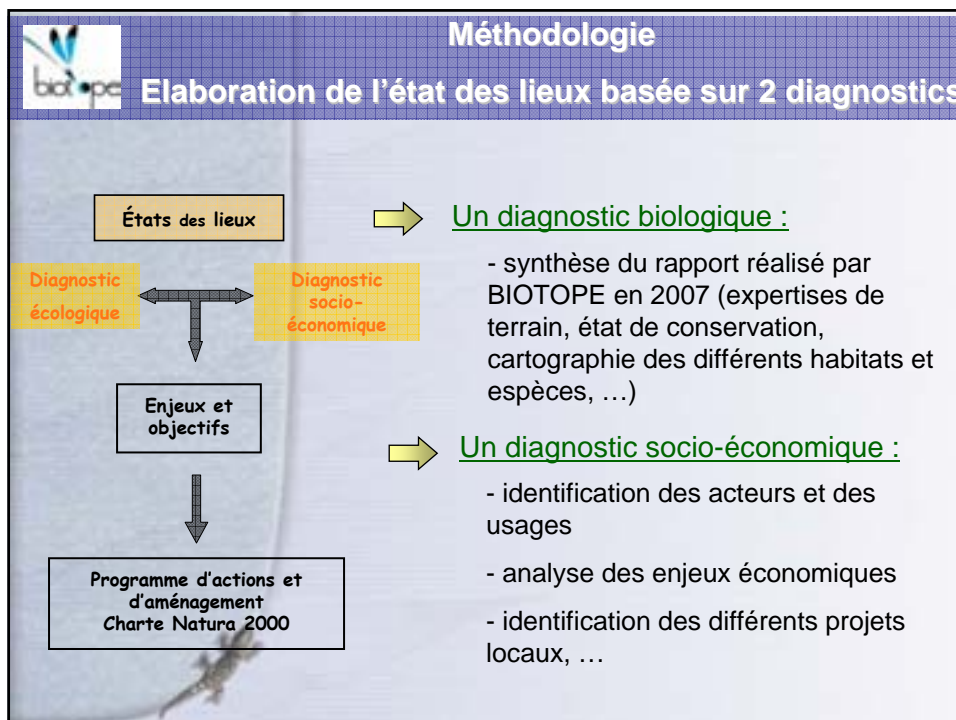 Méthodologie
biotope
Elaboration de l'état des lieux basée sur 2 diagnostics
États des lieux
Diagnostic
écologique
Diagnostic
socio-
économique
Enjeux et
objectifs
Programme d'actions et
d'aménagement
Charte Natura 2000
Un diagnostic biologique :
- synthèse du rapport réalisé par
BIOTOPE en 2007 (expertises de
terrain, état de conservation,
cartographie des différents habitats et
espèces, …)
Un diagnostic socio-économique :
- identification des acteurs et des
usages
- analyse des enjeux économiques
- identification des différents projets
locaux, …